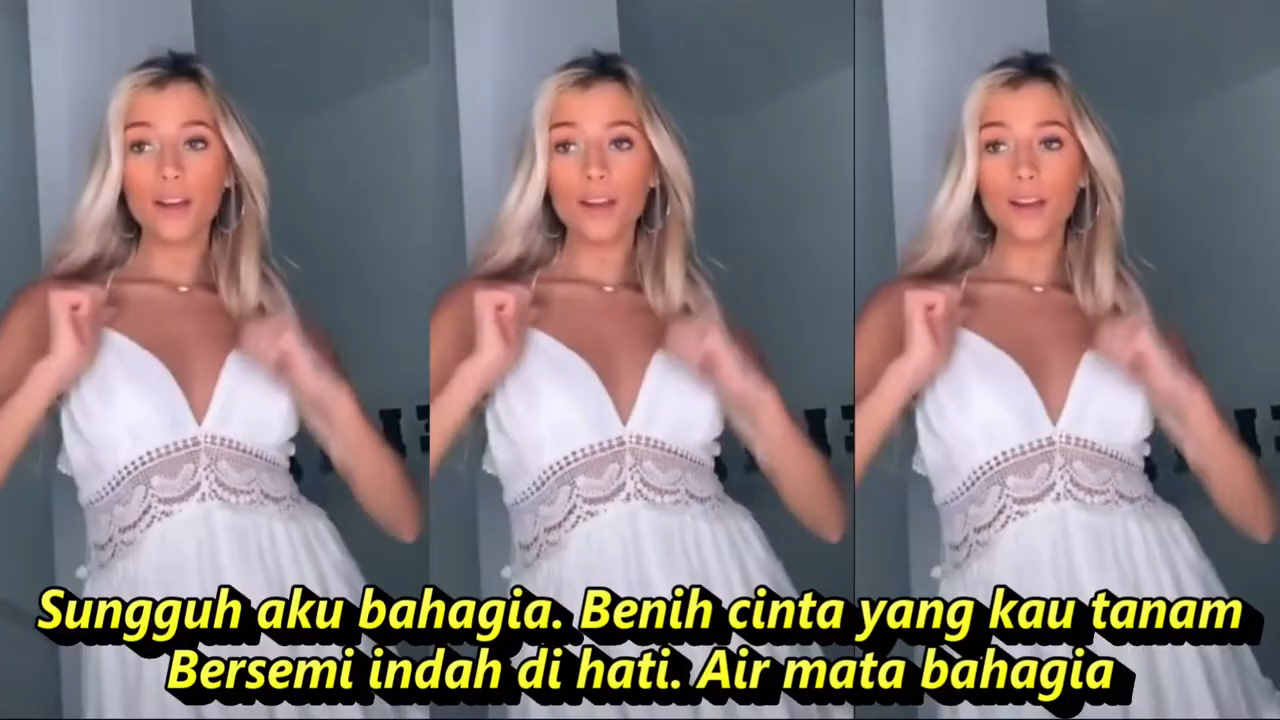 Sungguh aku bahagia. Benih cinta yang kau tanam
Bersemi indah di hati. Air mata bahagia